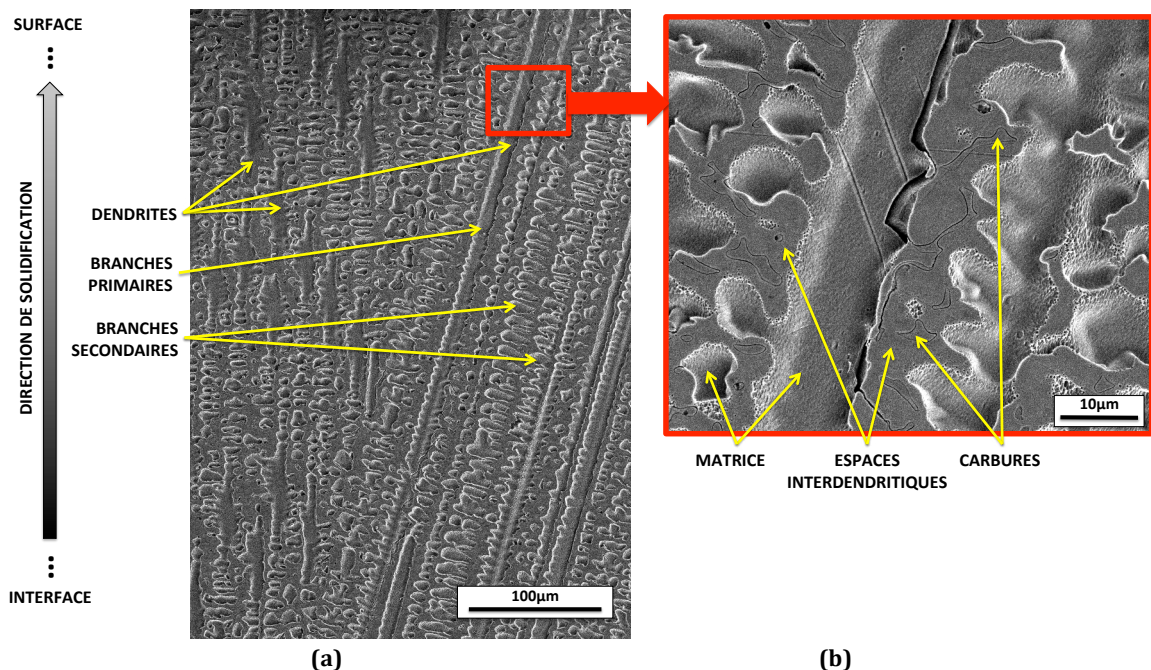 SURFACE
...
DIRECTION DE SOLIDIFICATION
DENDRITES
BRANCHES
PRIMAIRES
BRANCHES
SECONDAIRES
...
INTERFACE
100µm
(a)
10µm
MATRICE
ESPACES
INTERDENDRITIQUES
CARBURES
(b)